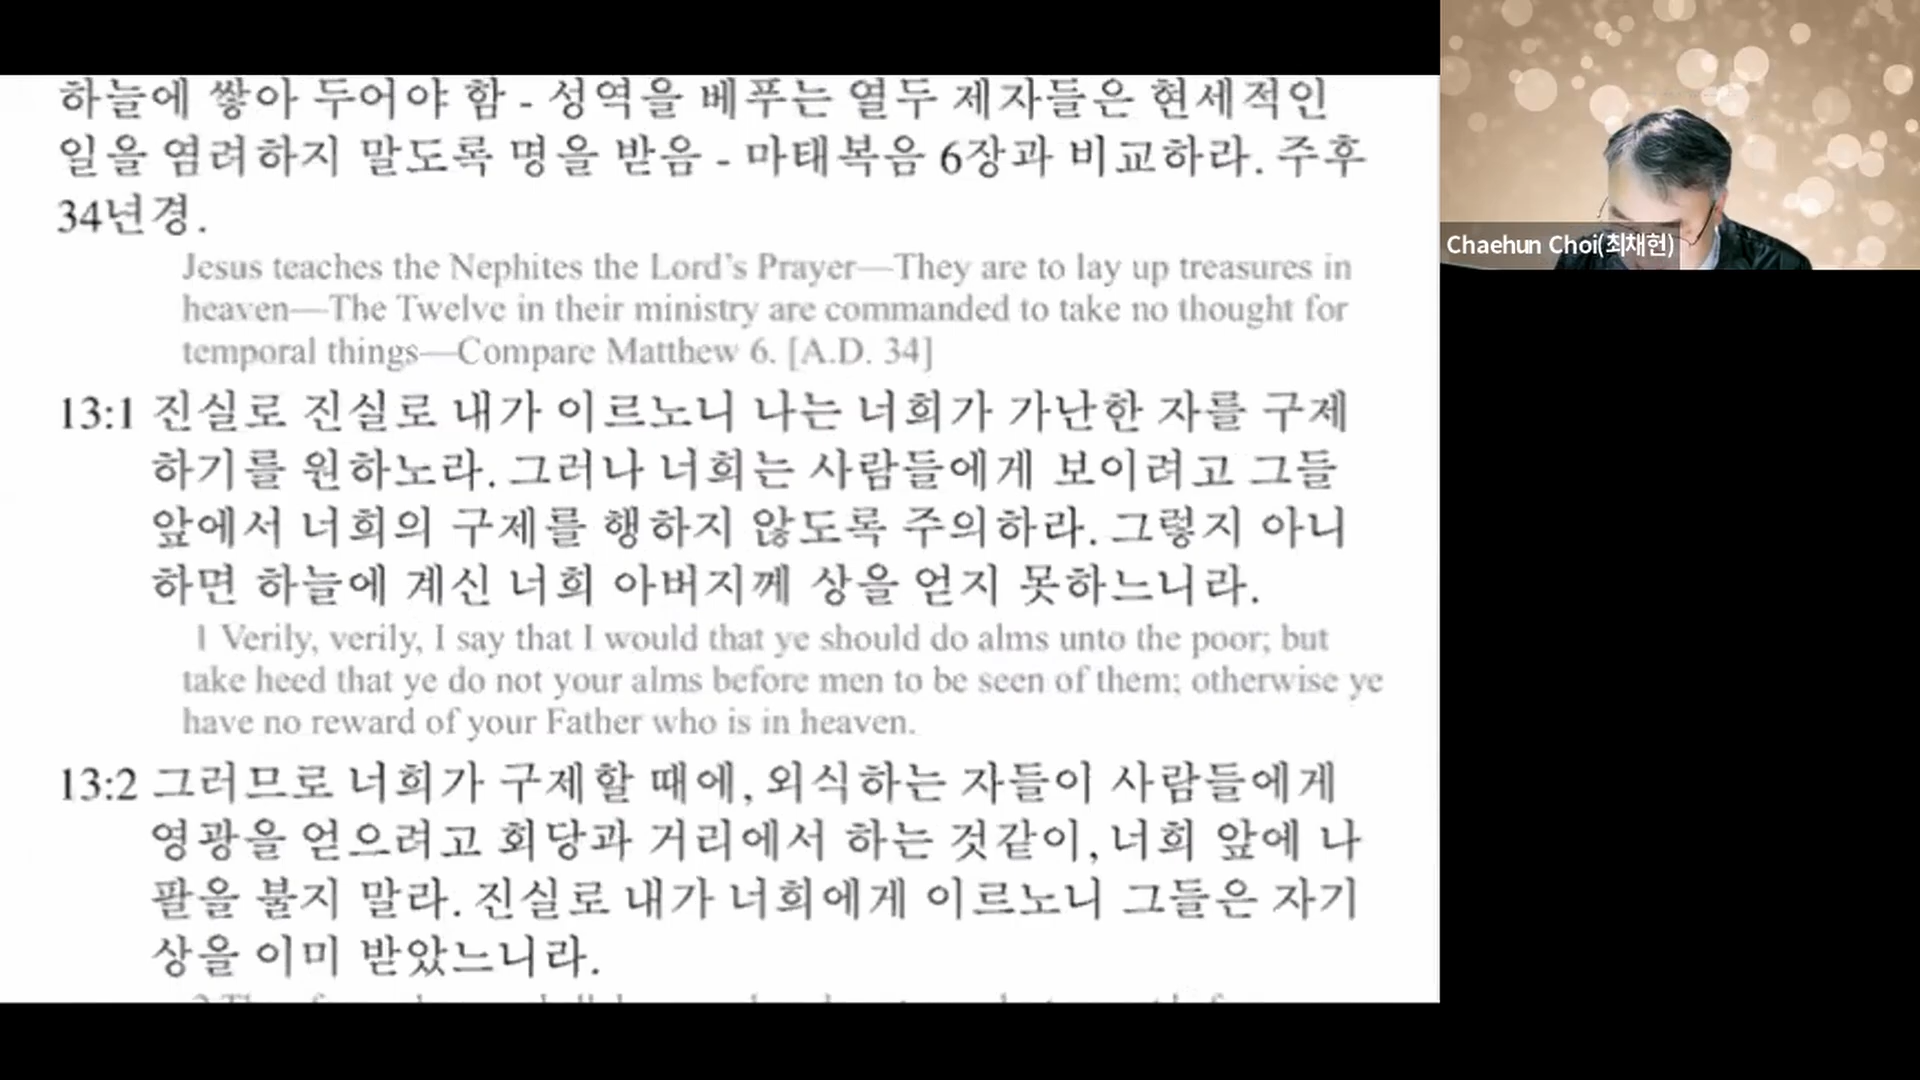 하늘에 쌓아 두어야 함 - 성역을 베푸는 열두 제자들은 현세적인
일을 염려하지 말도록 명을 받음 - 마태복음 6장과 비교하라. 주후
34년경.
Jesus teaches the Nephites the Lord’s Prayer—They are to lay up treasures in
heaven—The Twelve in their ministry are commanded to take no thought for
temporal things—Compare Matthew 6. [A.D. 34]
13:1 진실로 진실로 내가 이르노니 나는 너희가 가난한 자를 구제
하기를 원하노라. 그러나 너희는 사람들에게 보이려고 그들
앞에서 너희의 구제를 행하지 않도록 주의하라. 그렇지 아니
하면 하늘에 계신 너희 아버지께 상을 얻지 못하느니라.
1 Verily, verily, I say that I would that ye should do alms unto the poor; but
take heed that ye do not your alms before men to be seen of them; otherwise ye
have no reward of your Father who is in heaven.
13:2 그러므로 너희가 구제할 때에, 외식하는 자들이 사람들에게
영광을 얻으려고 회당과 거리에서 하는 것같이, 너희 앞에 나
팔을 불지 말라. 진실로 내가 너희에게 이르노니 그들은 자기
상을 이미 받았느니라.
Chaehun Choi(최채헌)